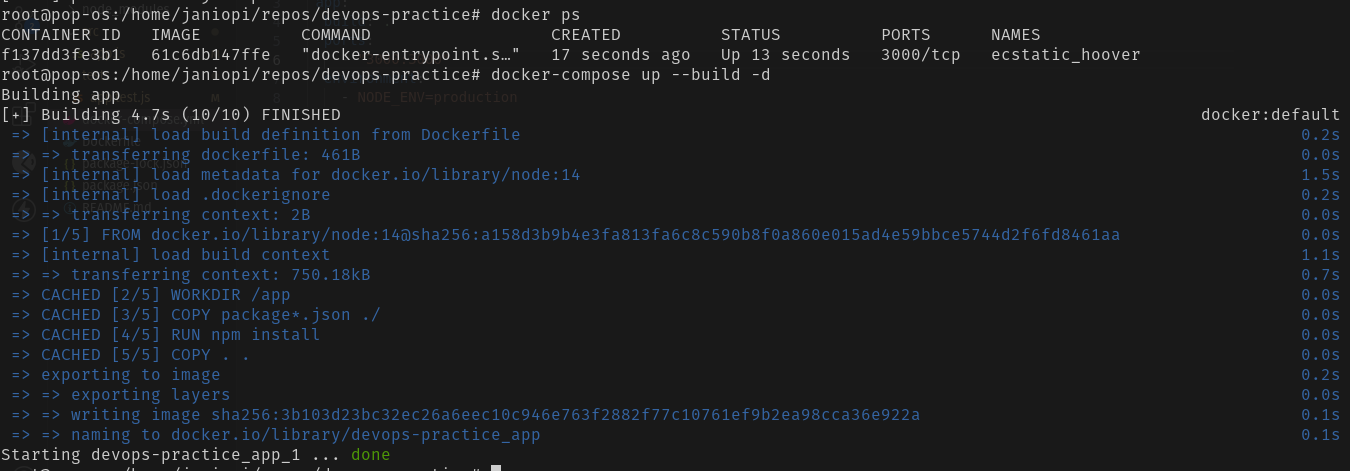 root@pop-os:/home/janiopi/repos/devops-practice# docker ps
CONTAINER ID   IMAGE          COMMAND                  CREATED          STATUS          PORTS      NAMES
f137dd3fe3b1   61c6db147ffe   "docker-entrypoint.s…"   17 seconds ago   Up 13 seconds   3000/tcp   ecstatic_hoover
root@pop-os:/home/janiopi/repos/devops-practice# docker-compose up --build -d
Building app
- NODE_ENV=production
[+] Building 4.7s (10/10) FINISHED docker:default
=> [internal] load build definition from Dockerfile 0.2s
=> => transferring dockerfile: 461B 0.0s
=> [internal] load metadata for docker.io/library/node:14 1.5s
=> [internal] load .dockerignore 0.2s
=> => transferring context: 2B 0.0s
=> [1/5] FROM docker.io/library/node:14@sha256:a158d3b9b4e3fa813fa6c8c590b8f0a860e015ad4e59bbce5744d2f6fd8461aa 0.0s
=> [internal] load build context 1.1s
=> => transferring context: 750.18kB 0.7s
=> CACHED [2/5] WORKDIR /app 0.0s
=> CACHED [3/5] COPY package*.json ./ 0.0s
=> CACHED [4/5] RUN npm install 0.0s
=> CACHED [5/5] COPY . . 0.0s
=> exporting to image 0.2s
=> => exporting layers 0.0s
=> => writing image sha256:3b103d23bc32ec26a6eec10c946e763f2882f77c10761ef9b2ea98cca36e922a 0.1s
=> => naming to docker.io/library/devops-practice_app 0.1s
Starting devops-practice_app_1 ... done